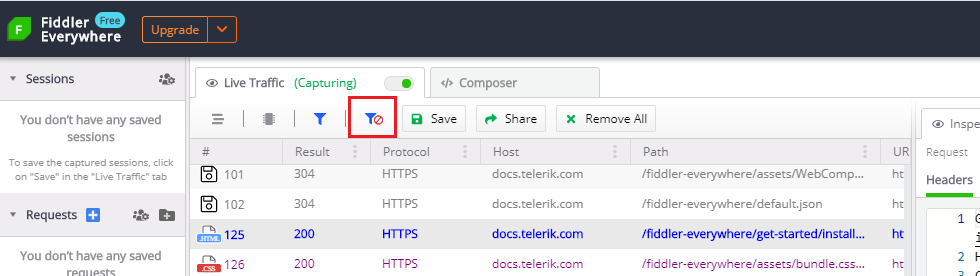 F Fiddler Everywhere Free
Upgrade
Sessions
You don't have any saved
sessions
To save the captured sessions, click
on "Save" in the "Live Traffic" tab
Requests
You don't have any saved
requests
Live Traffic (Capturing)
</> Composer
Save Share Remove All
# Result Protocol Host Path UR
101 304 HTTPS docs.telerik.com /fiddler-everywhere/assets/WebComp... ht
102 304 HTTPS docs.telerik.com /fiddler-everywhere/default.json ht
HTML 125 200 HTTPS docs.telerik.com /fiddler-everywhere/get-started/install... ht
CSS 126 200 HTTPS docs.telerik.com /fiddler-everywhere/assets/bundle.css... ht
Inspe
Request
Headers
1 G
2